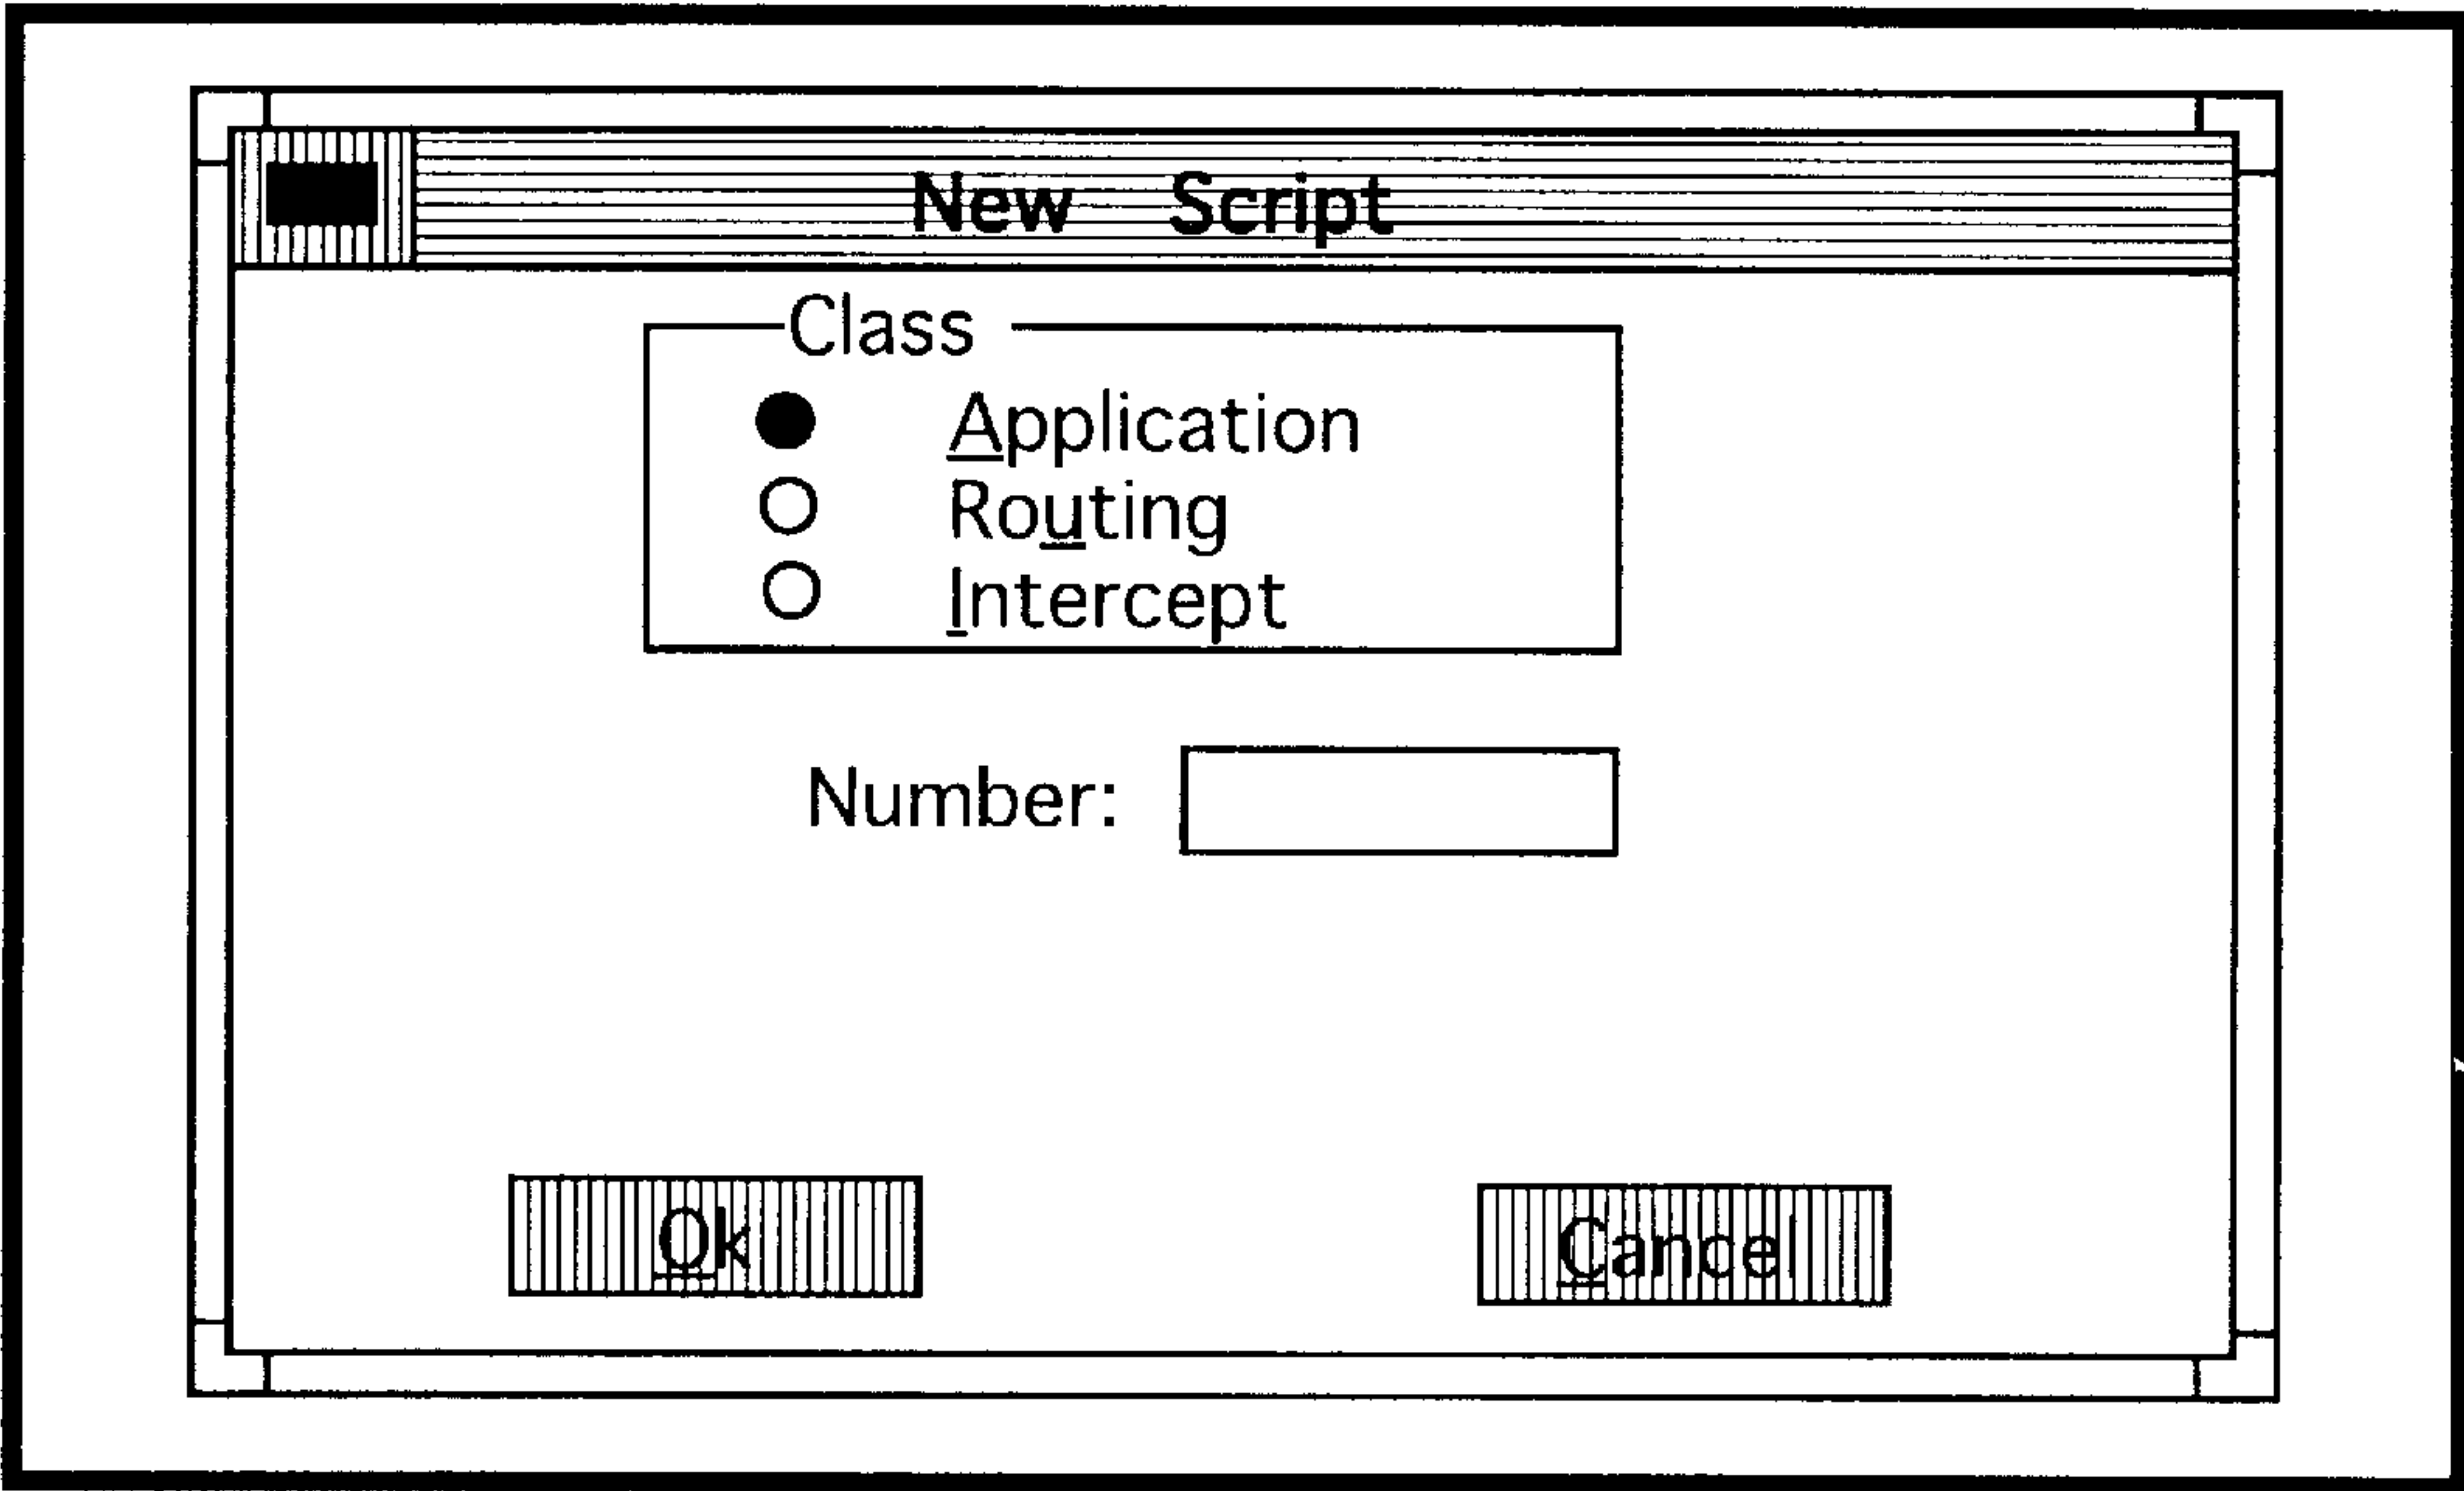 New Script
Class
Application
Routing
Intercept
Number:
Ok
Cancel